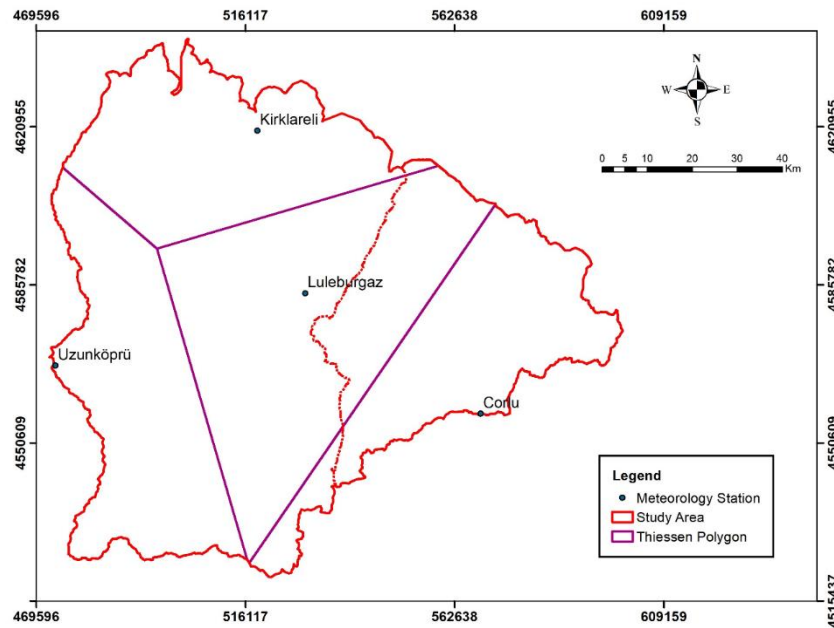 469596 516117 562638 609159
N
W E
S
4620955 4620955
Kirklareli
0 5 10 20 30 40
Km
4585782 4585782
Luleburgaz
Uzunköprü
Corlu
4550609 4550609
Legend
Meteorology Station
Study Area
Thiessen Polygon
4515437
469596 516117 562638 609159